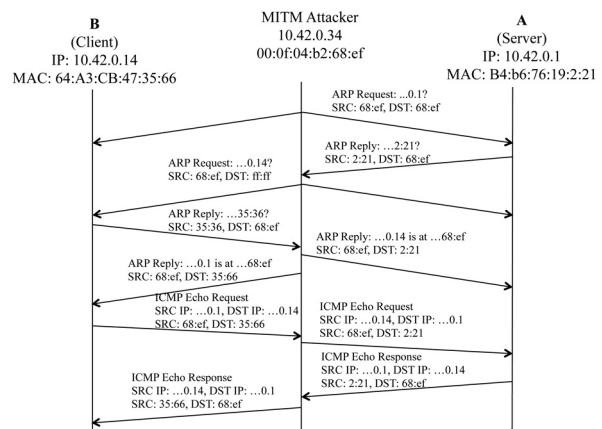 B
(Client)
IP: 10.42.0.14
MAC: 64:A3:CB:47:35:66
MITM Attacker
10.42.0.34
00:0f:04:b2:68:ef
A
(Server)
IP: 10.42.0.1
MAC: B4:b6:76:19:2:21
ARP Request: ...0.1?
SRC: 68:ef, DST: 68:ef
ARP Reply: …2:21?
SRC: 2:21, DST: 68:ef
ARP Request: …0.14?
SRC: 68:ef, DST: ff:ff
ARP Reply: …35:36?
SRC: 35:36, DST: 68:ef
ARP Reply: …0.14 is at …68:ef
SRC: 68:ef, DST: 2:21
ARP Reply: …0.1 is at …68:ef
SRC: 68:ef, DST: 35:66
ICMP Echo Request
SRC IP: …0.1, DST IP: …0.14
SRC: 68:ef, DST: 35:66
ICMP Echo Request
SRC IP: …0.14, DST IP: …0.1
SRC: 68:ef, DST: 2:21
ICMP Echo Response
SRC IP: …0.1, DST IP: …0.14
SRC: 2:21, DST: 68:ef
ICMP Echo Response
SRC IP: …0.14, DST IP: …0.1
SRC: 35:66, DST: 68:ef